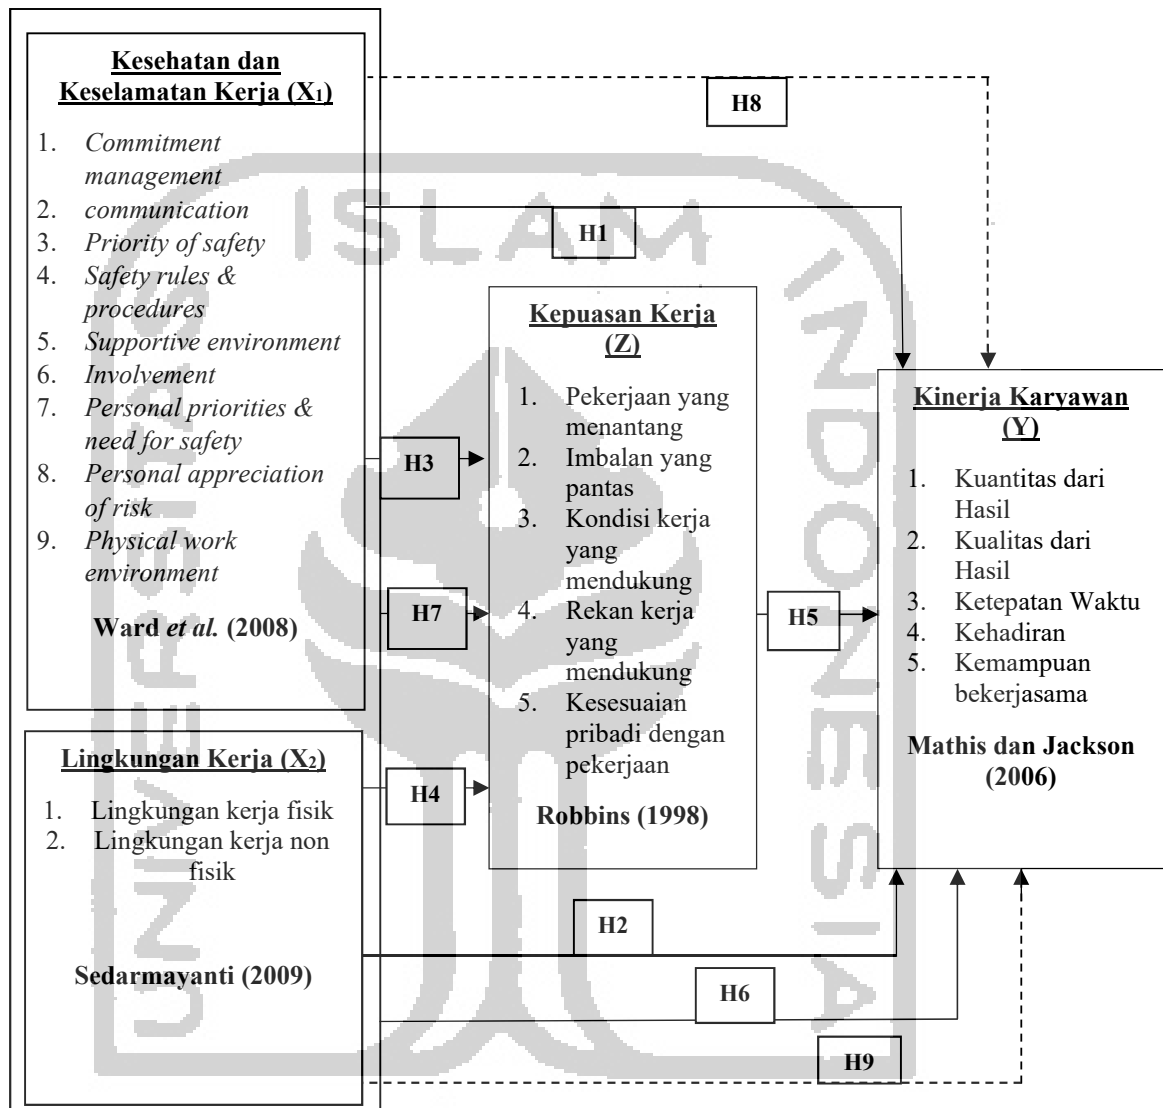 Kesehatan dan
Keselamatan Kerja (X1)
1. Commitment
management
2. communication
3. Priority of safety
4. Safety rules &
procedures
5. Supportive environment
6. Involvement
7. Personal priorities &
need for safety
8. Personal appreciation
of risk
9. Physical work
environment
Ward et al. (2008)
Lingkungan Kerja (X2)
1. Lingkungan kerja fisik
2. Lingkungan kerja non
fisik
Sedarmayanti (2009)
H8
H1
H3
H7
H4
Kepuasan Kerja
(Z)
1. Pekerjaan yang
menantang
2. Imbalan yang
pantas
3. Kondisi kerja
yang
mendukung
4. Rekan kerja
yang
mendukung
5. Kesesuaian
pribadi dengan
pekerjaan
Robbins (1998)
H5
H2
H6
H9
Kinerja Karyawan
(Y)
1. Kuantitas dari
Hasil
2. Kualitas dari
Hasil
3. Ketepatan Waktu
4. Kehadiran
5. Kemampuan
bekerjasama
Mathis dan Jackson
(2006)
UNIVERSITAS
ISLAM
INDONESIA